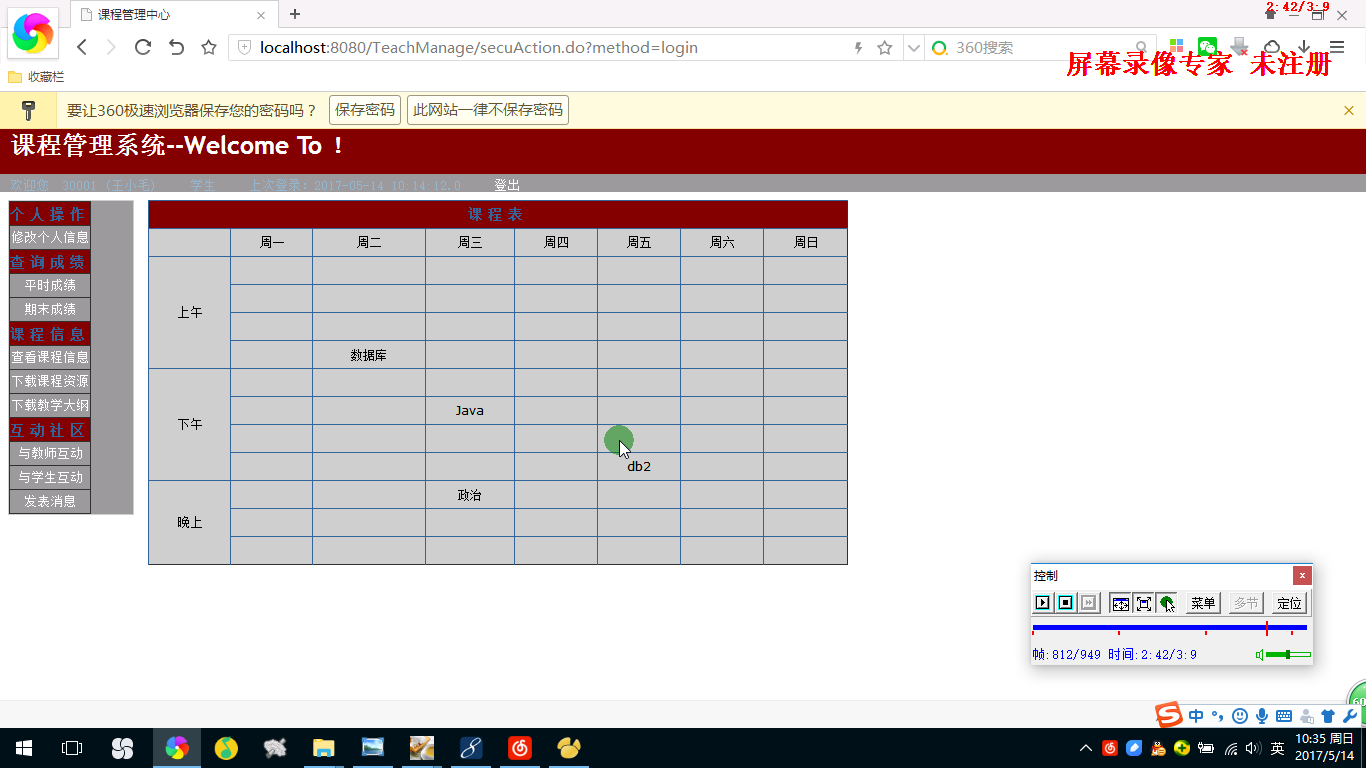 课程管理中心
2:42/3:9
localhost:8080/TeachManage/secuAction.do?method=login
360搜索
屏幕录像专家 未注册
收藏栏
要让360极速浏览器保存您的密码吗？ 保存密码 此网站一律不保存密码
课程管理系统--Welcome To ！
欢迎您 30001 (王小毛) 学生 上次登录：2017-05-14 10:14:12.0 登出
个人操作
修改个人信息
查询成绩
平时成绩
期末成绩
课程信息
查看课程信息
下载课程资源
下载教学大纲
互动社区
与教师互动
与学生互动
发表消息
课程表
周一 周二 周三 周四 周五 周六 周日
上午
数据库
下午
Java
db2
晚上
政治
控制
菜单 多节 定位
帧:812/949 时间:2:42/3:9
中
英
10:35 周日
2017/5/14